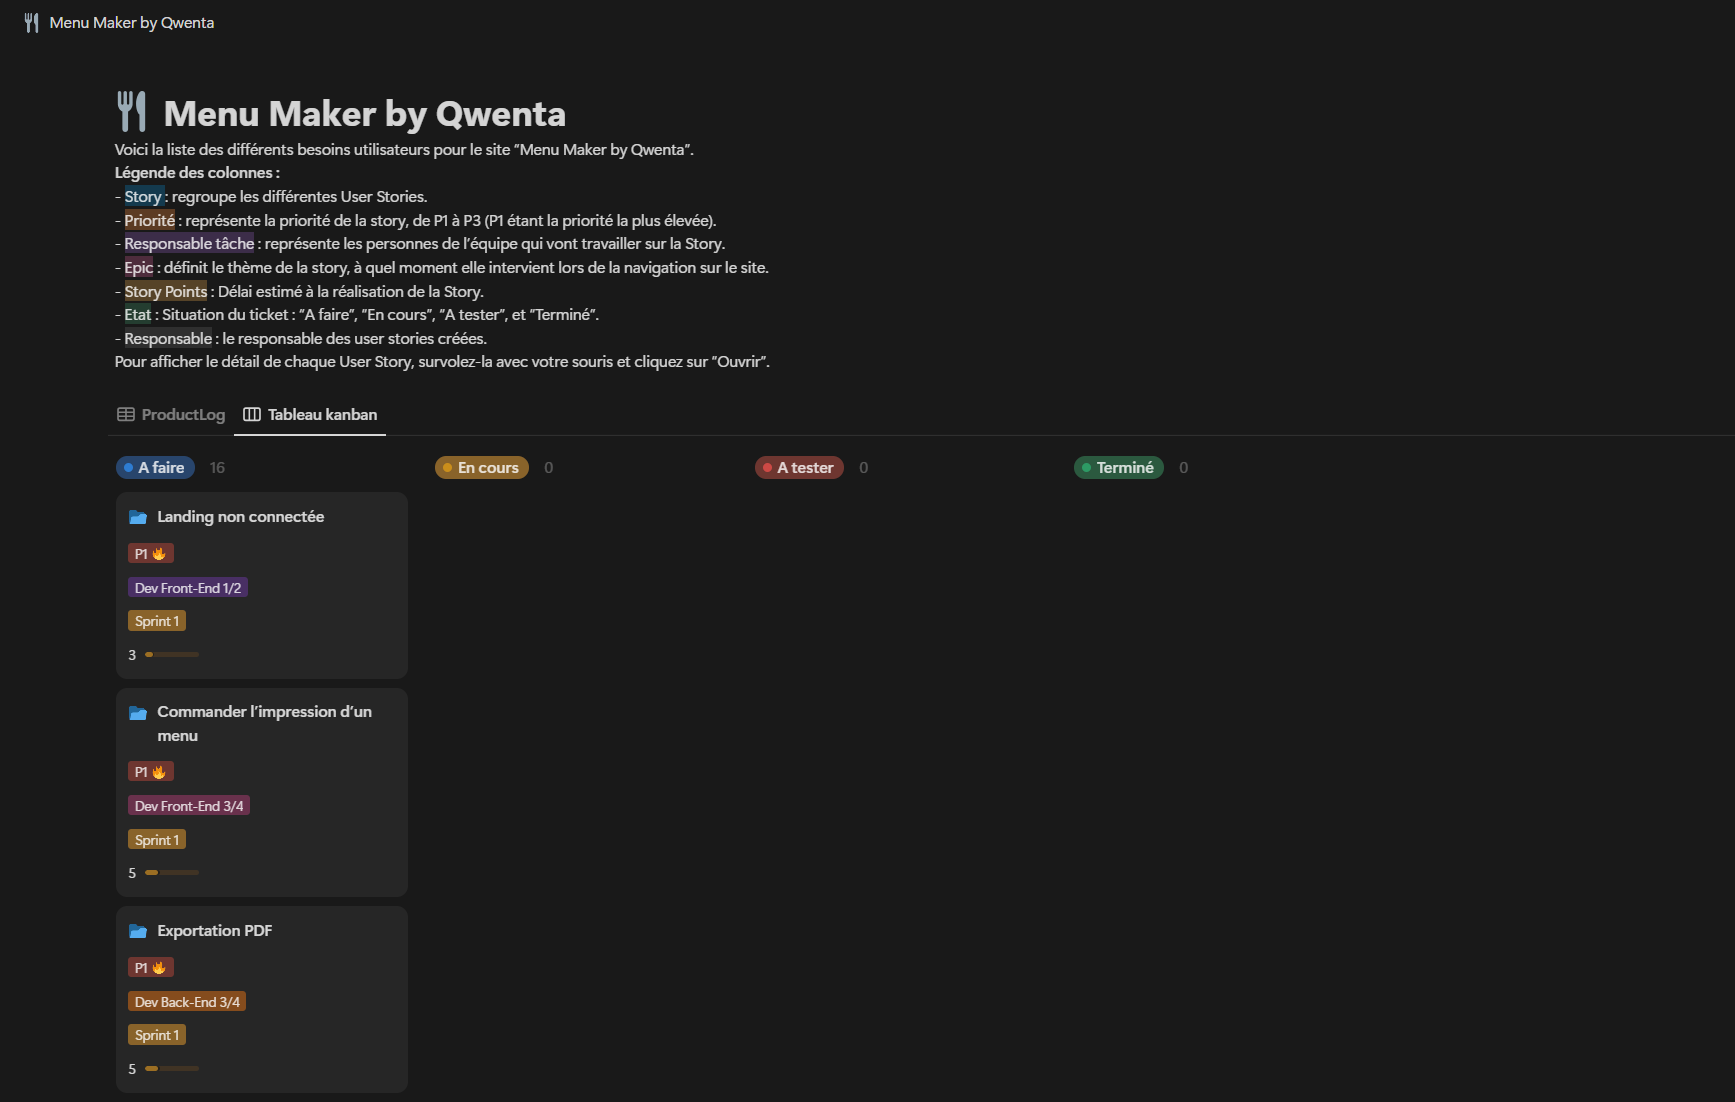 Menu Maker by Qwenta
Menu Maker by Qwenta
Voici la liste des différents besoins utilisateurs pour le site “Menu Maker by Qwenta”.
Légende des colonnes :
- Story : regroupe les différentes User Stories.
- Priorité : représente la priorité de la story, de P1 à P3 (P1 étant la priorité la plus élevée).
- Responsable tâche : représente les personnes de l’équipe qui vont travailler sur la Story.
- Epic : définit le thème de la story, à quel moment elle intervient lors de la navigation sur le site.
- Story Points : Délai estimé à la réalisation de la Story.
- Etat : Situation du ticket : “A faire”, “En cours”, “A tester”, et “Terminé”.
- Responsable : le responsable des user stories créées.
Pour afficher le détail de chaque User Story, survolez-la avec votre souris et cliquez sur “Ouvrir”.
ProductLog Tableau kanban
A faire 16 En cours 0 A tester 0 Terminé 0
Landing non connectée
P1 🔥
Dev Front-End 1/2
Sprint 1
3
Commander l’impression d’un
menu
P1 🔥
Dev Front-End 3/4
Sprint 1
5
Exportation PDF
P1 🔥
Dev Back-End 3/4
Sprint 1
5